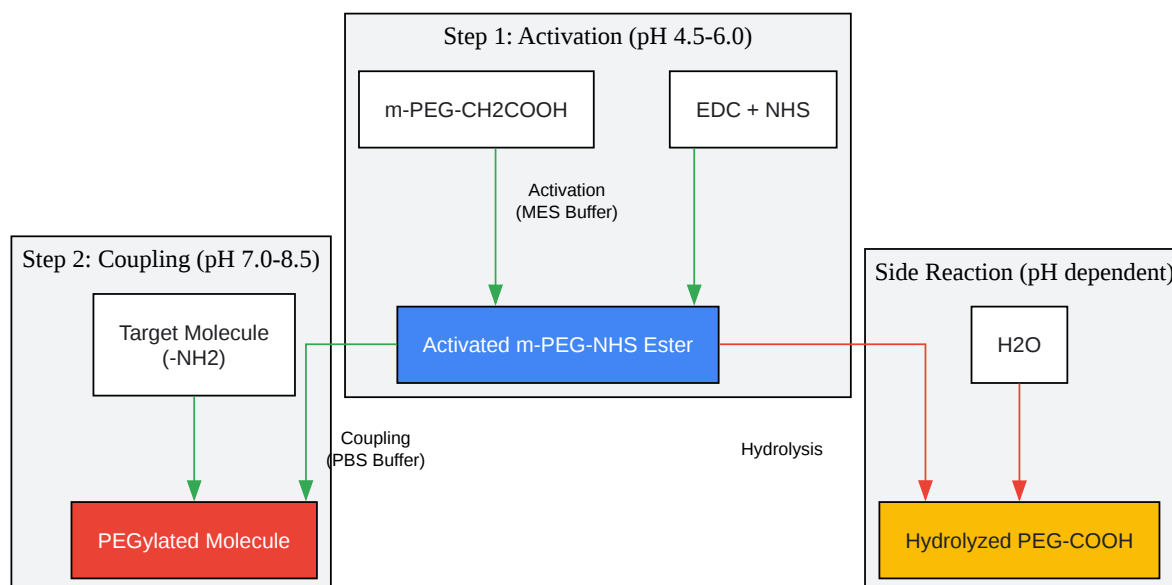 Step 1: Activation (pH 4.5-6.0)
m-PEG-CH2COOH
EDC + NHS
Activation
(MES Buffer)
Step 2: Coupling (pH 7.0-8.5)
Target Molecule
(-NH2)
Activated m-PEG-NHS Ester
Side Reaction (pH dependent)
H2O
Coupling
(PBS Buffer)
Hydrolysis
PEGylated Molecule
Hydrolyzed PEG-COOH